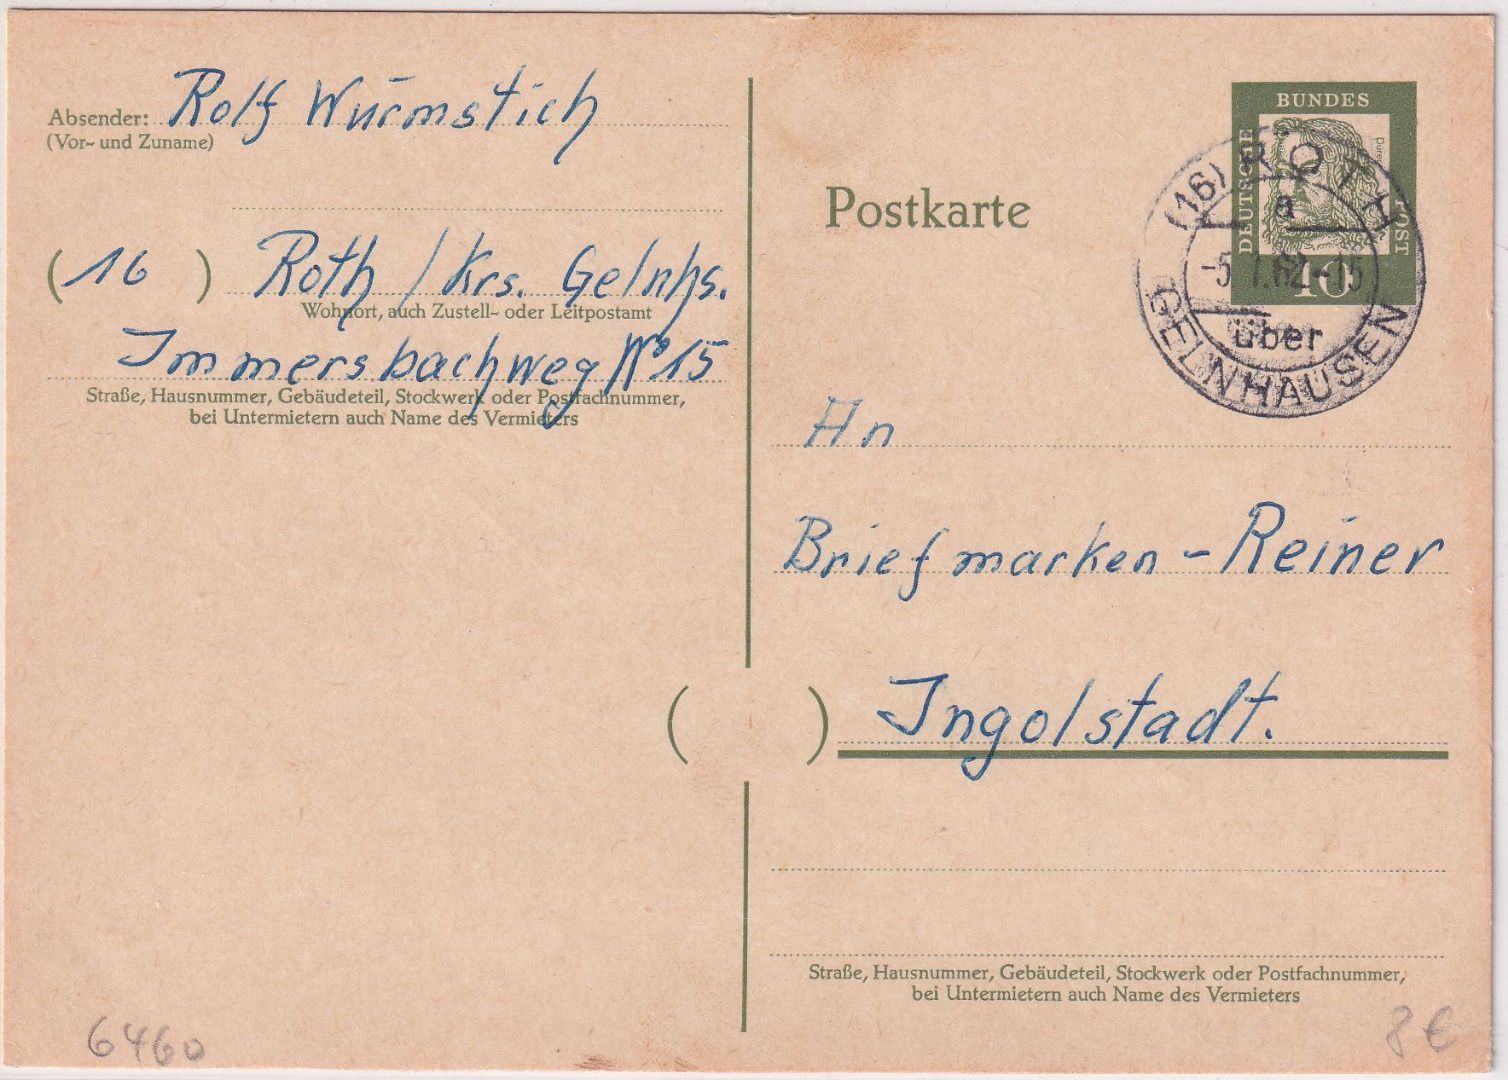 Absender: Rolf Wurmstich
(Vor- und Zuname)
(16) Roth / Krs. Gelnhs.
Wohnort, auch Zustell- oder Leitpostamt
Immersbachweg No 15
Straße, Hausnummer, Gebäudeteil, Stockwerk oder Postfachnummer,
bei Untermietern auch Name des Vermieters
Postkarte
DEUTSCHE
BUNDES
POST
Dürer
10
(16) ROTH
a
-5. 1.62.-15
über
GELNHAUSEN
An
Briefmarken - Reiner
( ) Ingolstadt.
Straße, Hausnummer, Gebäudeteil, Stockwerk oder Postfachnummer,
bei Untermietern auch Name des Vermieters
6460
8 €